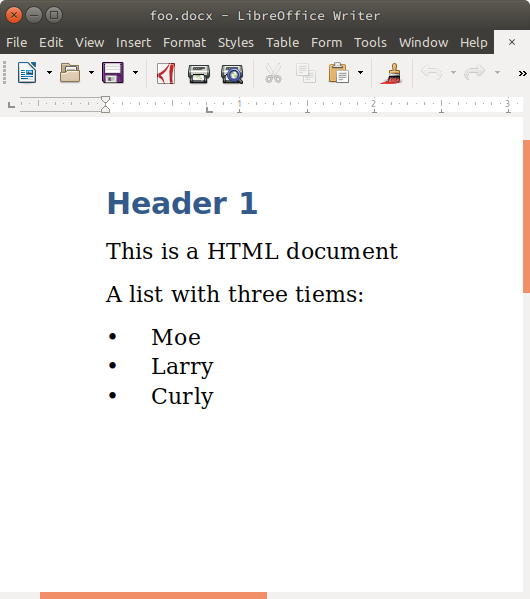 foo.docx - LibreOffice Writer
File Edit View Insert Format Styles Table Form Tools Window Help ×
»
1 2 3
Header 1
This is a HTML document
A list with three tiems:
• Moe
• Larry
• Curly